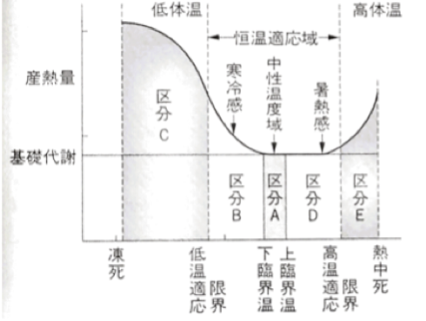 低体温
高体温
恒温適応域
産熱量
基礎代謝
寒冷感
中性温度域
暑熱感
区分C
区分B
区分A
区分D
区分E
凍死
低温適応限界
下臨界温
上臨界温
高温適応限界
熱中死